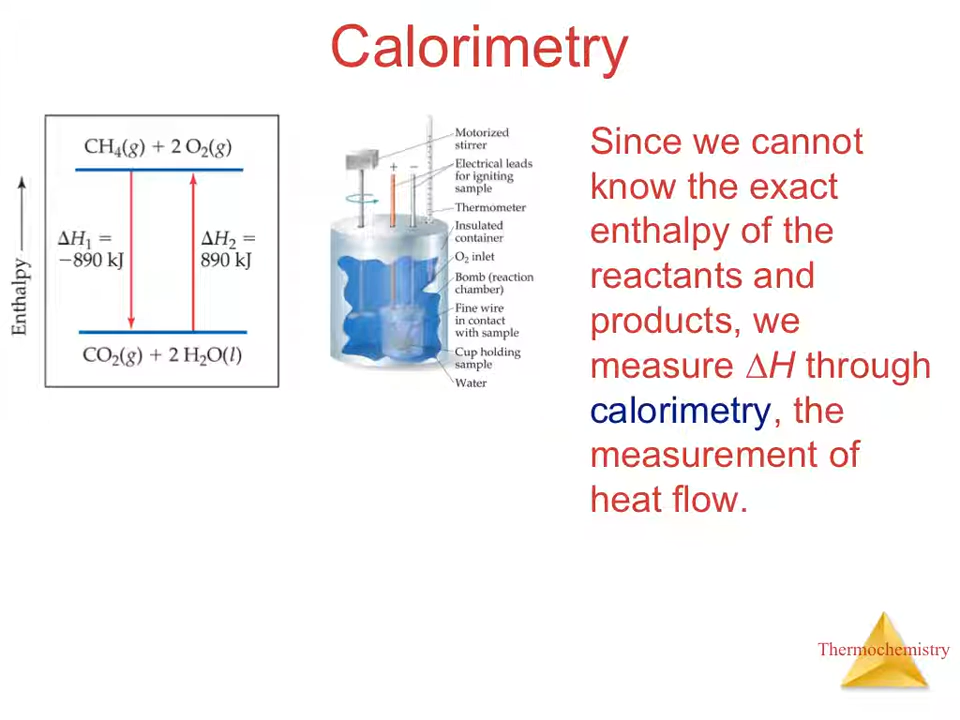 Calorimetry
CH₄(g) + 2 O₂(g)
ΔH₁ =
−890 kJ
ΔH₂ =
890 kJ
Enthalpy
CO₂(g) + 2 H₂O(l)
Motorized
stirrer
+ −
Electrical leads
for igniting
sample
Thermometer
Insulated
container
O₂ inlet
Bomb (reaction
chamber)
Fine wire
in contact
with sample
Cup holding
sample
Water
Since we cannot
know the exact
enthalpy of the
reactants and
products, we
measure ΔH through
calorimetry, the
measurement of
heat flow.
Thermochemistry